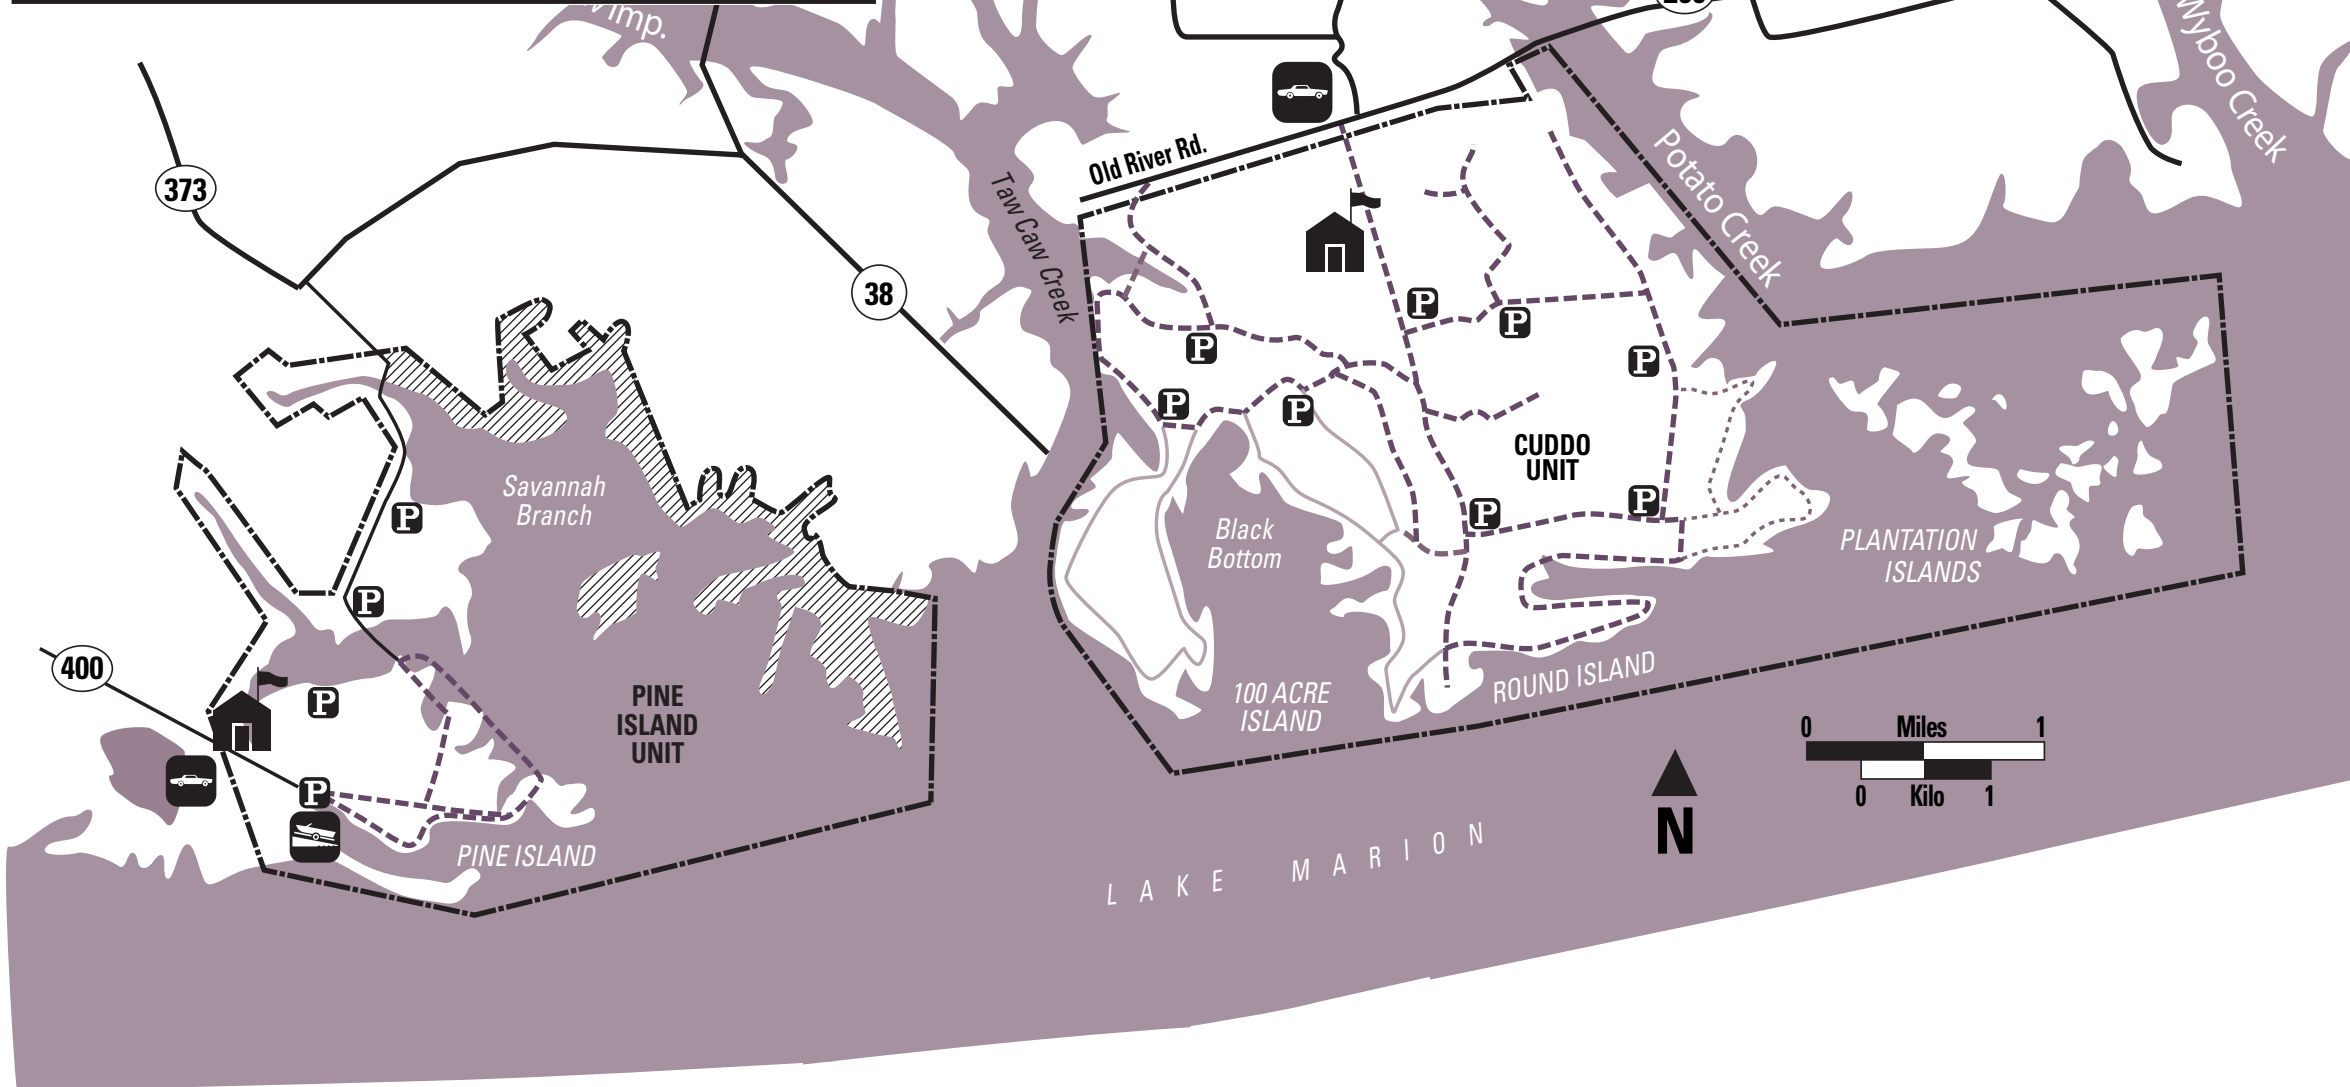 Imp.
Wyboo Creek
Old River Rd.
373
Taw Caw Creek
Potato Creek
38
P
P
P
P
P
P
P
CUDDO
UNIT
P
P
P
Savannah
Branch
Black
Bottom
PLANTATION
ISLANDS
P
400
P
PINE
ISLAND
UNIT
100 ACRE
ISLAND
ROUND ISLAND
0 Miles 1
0 Kilo 1
P
N
PINE ISLAND
LAKE MARION